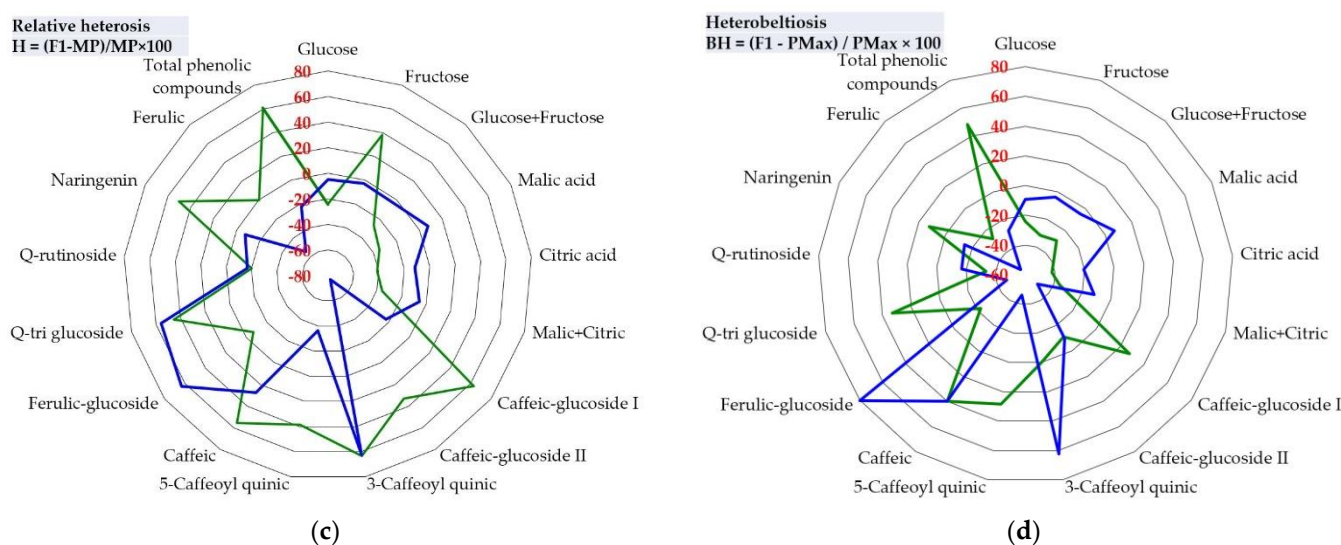 Relative heterosis
H = (F1-MP)/MP×100
Glucose
Fructose
Glucose+Fructose
Malic acid
Citric acid
Malic+Citric
Caffeic-glucoside I
Caffeic-glucoside II
3-Caffeoyl quinic
5-Caffeoyl quinic
Caffeic
Ferulic-glucoside
Q-tri glucoside
Q-rutinoside
Naringenin
Ferulic
Total phenolic
compounds
80
60
40
20
0
-20
-40
-60
-80
(c)
Heterobeltiosis
BH = (F1 - PMax) / PMax × 100
Glucose
Fructose
Glucose+Fructose
Malic acid
Citric acid
Malic+Citric
Caffeic-glucoside I
Caffeic-glucoside II
3-Caffeoyl quinic
5-Caffeoyl quinic
Caffeic
Ferulic-glucoside
Q-tri glucoside
Q-rutinoside
Naringenin
Ferulic
Total phenolic
compounds
80
60
40
20
0
-20
-40
-60
(d)